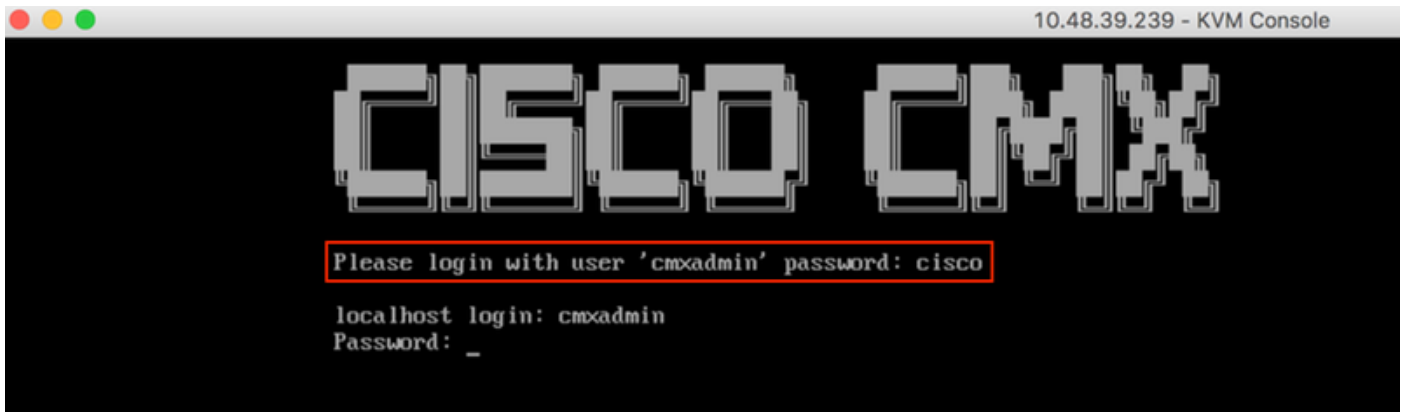 10.48.39.239 - KVM Console
CISCO CMX
Please login with user 'cmxadmin' password: cisco
localhost login: cmxadmin
Password: _